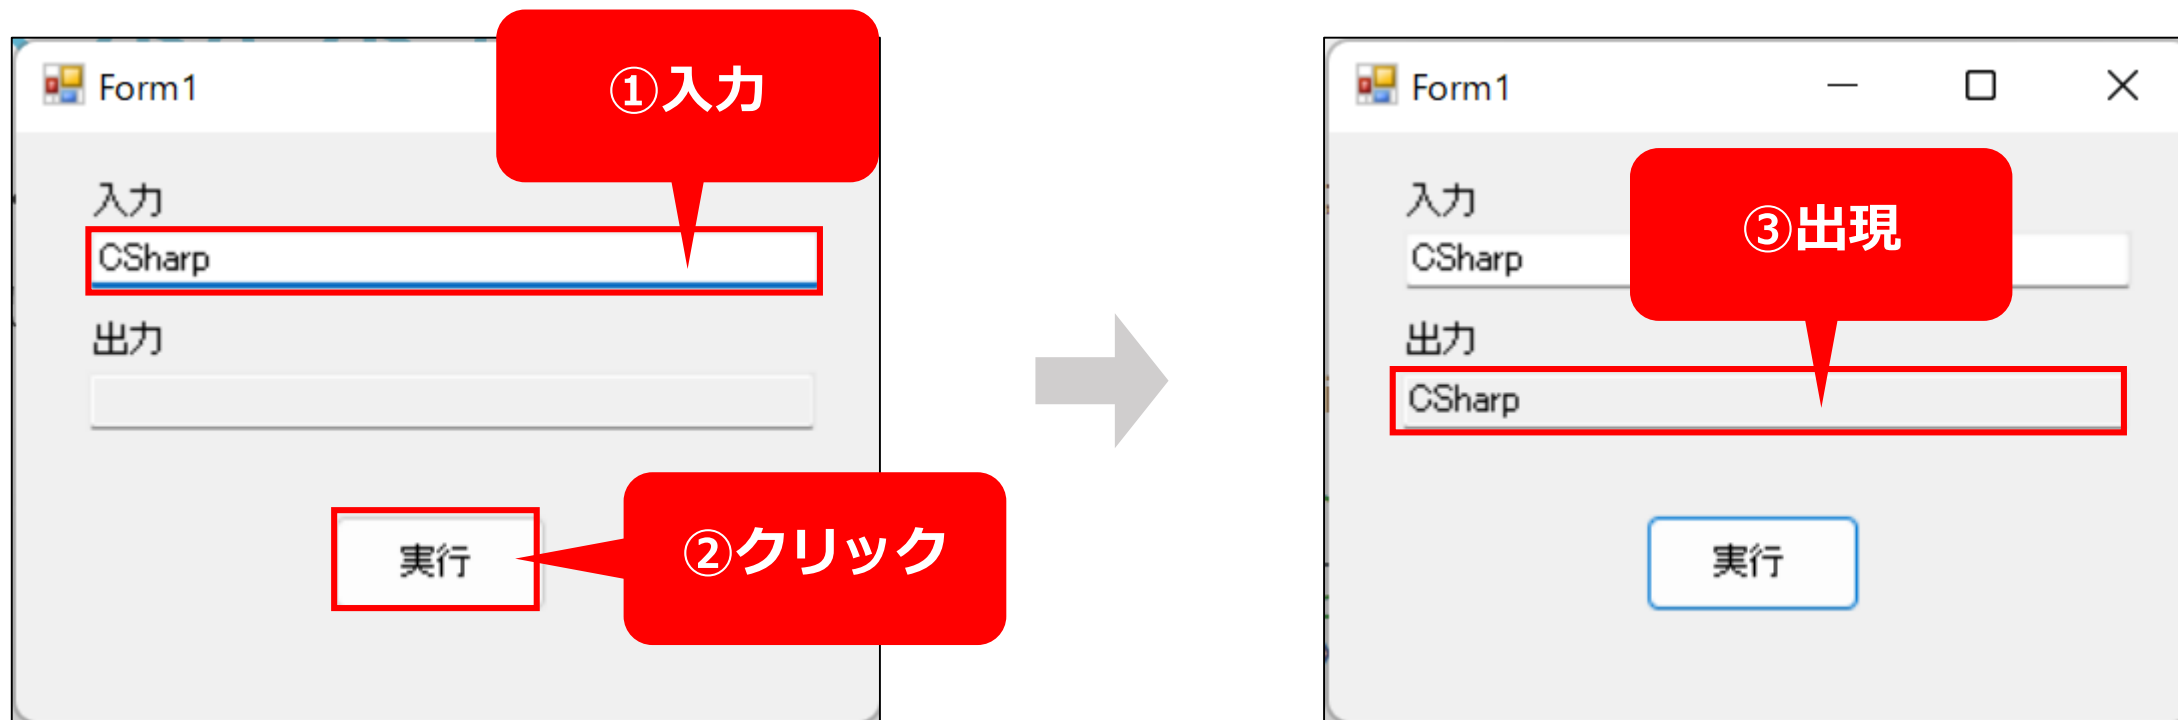 Form1
①入力
入力
CSharp
出力
実行
②クリック
Form1
入力
CSharp
③出現
出力
CSharp
実行